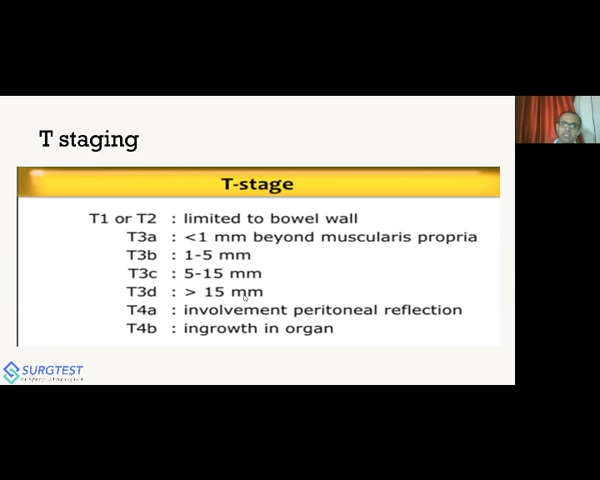 T staging
T-stage
T1 or T2 : limited to bowel wall
T3a : <1 mm beyond muscularis propria
T3b : 1-5 mm
T3c : 5-15 mm
T3d : > 15 mm
T4a : involvement peritoneal reflection
T4b : ingrowth in organ
SURGTEST